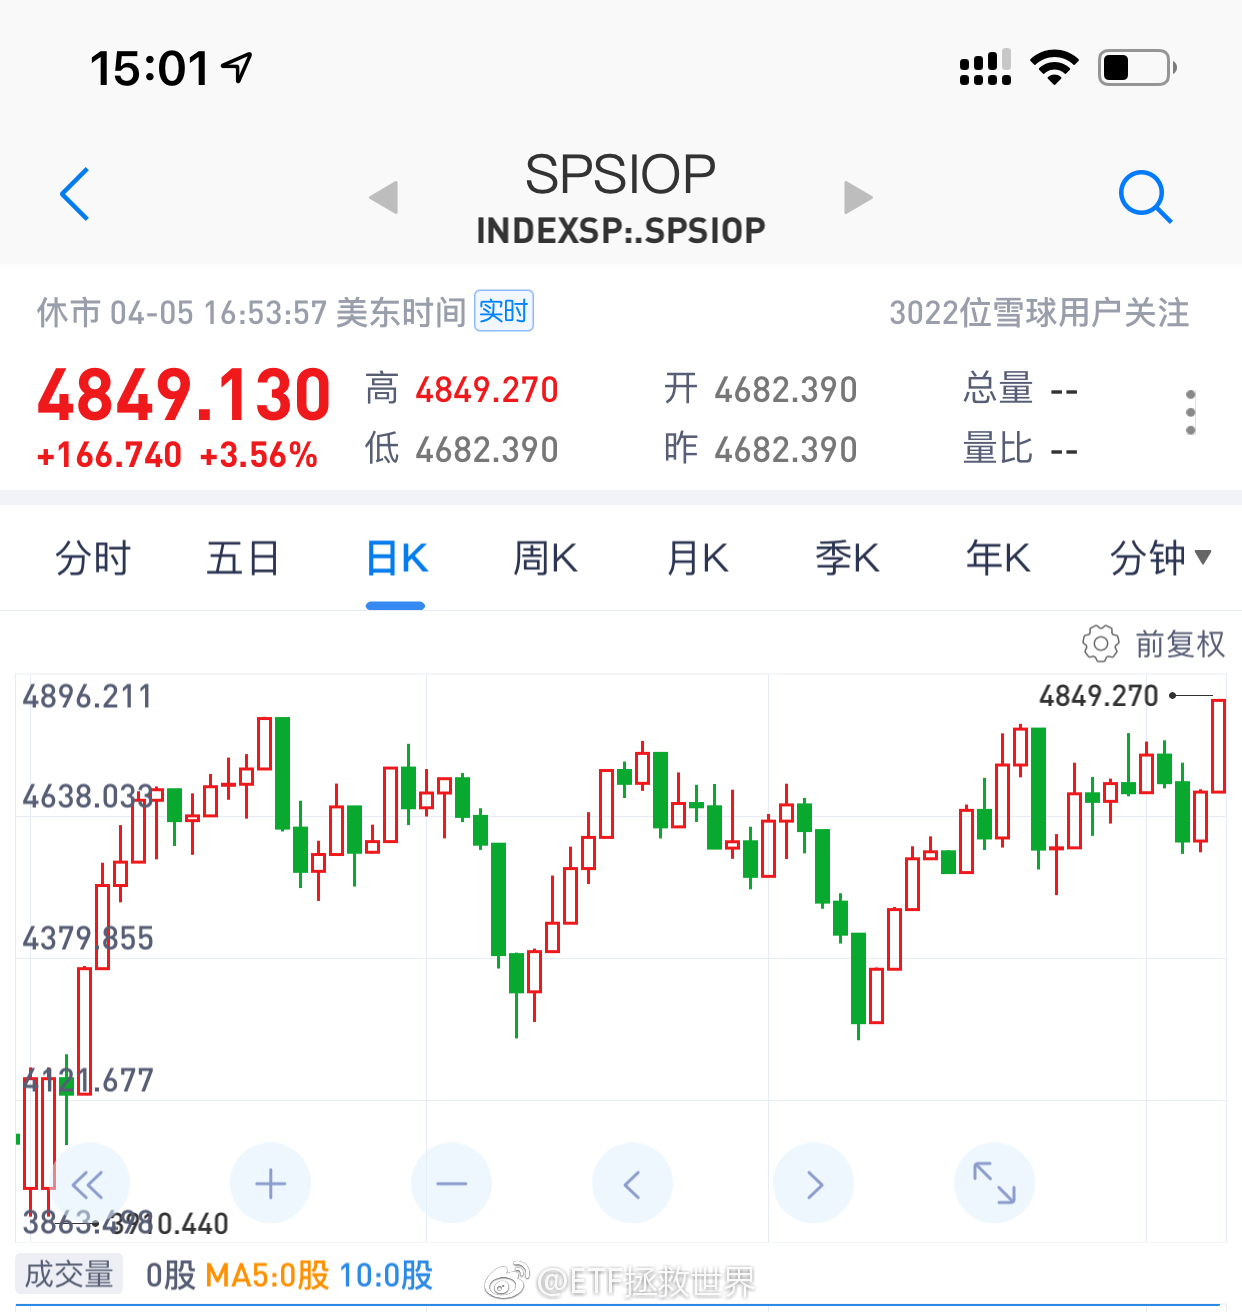 15:01
SPSIOP
INDEXSP:.SPSIOP
休市 04-05 16:53:57 美东时间 实时 3022位雪球用户关注
4849.130 高 4849.270 开 4682.390 总量 --
+166.740 +3.56% 低 4682.390 昨 4682.390 量比 --
分时 五日 日K 周K 月K 季K 年K 分钟
前复权
4896.211 4849.270
4638.033
4379.855
4121.677
3863.498 3910.440
成交量 0股 MA5:0股 10:0股
@ETF拯救世界